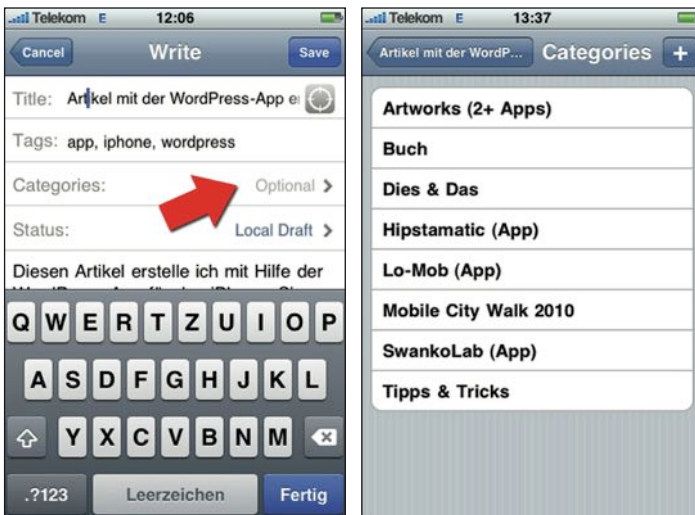 Telekom E 12:06
Cancel Write Save
Title: Artikel mit der WordPress-App
Tags: app, iphone, wordpress
Categories: Optional
Status: Local Draft
Diesen Artikel erstelle ich mit Hilfe der
Q W E R T Z U I O P
A S D F G H J K L
Y X C V B N M
.?123 Leerzeichen Fertig
Telekom E 13:37
Artikel mit der WordP... Categories +
Artworks (2+ Apps)
Buch
Dies & Das
Hipstamatic (App)
Lo-Mob (App)
Mobile City Walk 2010
SwankoLab (App)
Tipps & Tricks